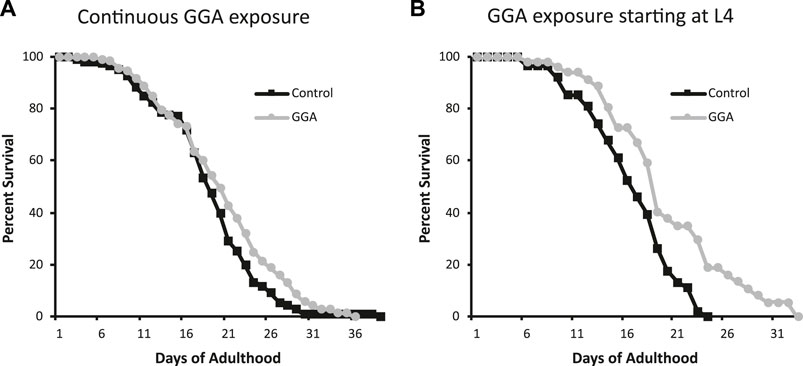 A
Continuous GGA exposure
100
80
60
40
20
0
Percent Survival
Control
GGA
1 6 11 16 21 26 31 36
Days of Adulthood
B
GGA exposure starting at L4
100
80
60
40
20
0
Percent Survival
Control
GGA
1 6 11 16 21 26 31
Days of Adulthood